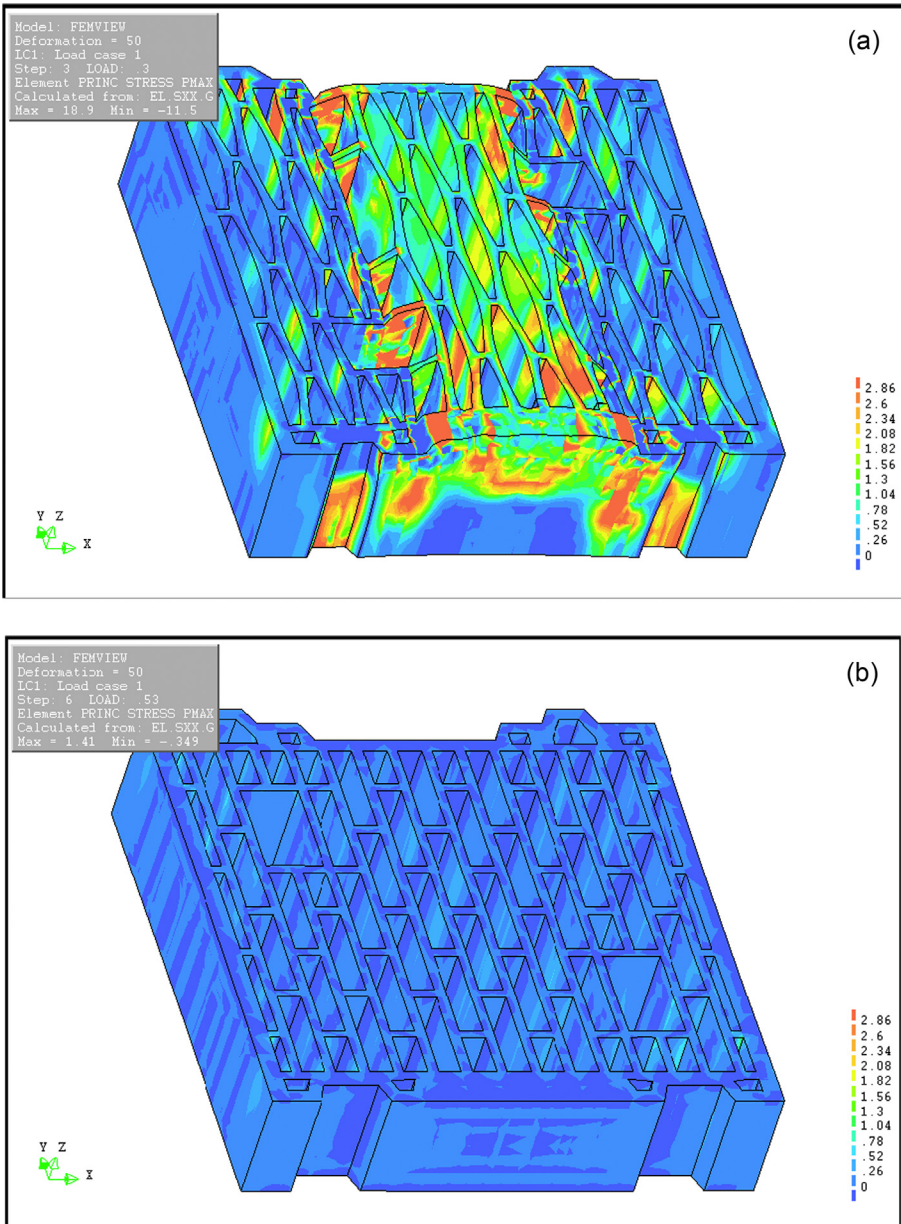 Model: FEMVIEW
Deformation = 50
LC1: Load case 1
Step: 3 LOAD: .3
Element PRINC STRESS PMAX
Calculated from: EL.SXX.G
Max = 18.9 Min = -11.5
(a)
2.86
2.6
2.34
2.08
1.82
1.56
1.3
1.04
.78
.52
.26
0
Y Z
X
Model: FEMVIEW
Deformation = 50
LC1: Load case 1
Step: 6 LOAD: .53
Element PRINC STRESS PMAX
Calculated from: EL.SXX.G
Max = 1.41 Min = -.349
(b)
2.86
2.6
2.34
2.08
1.82
1.56
1.3
1.04
.78
.52
.26
0
Y Z
X